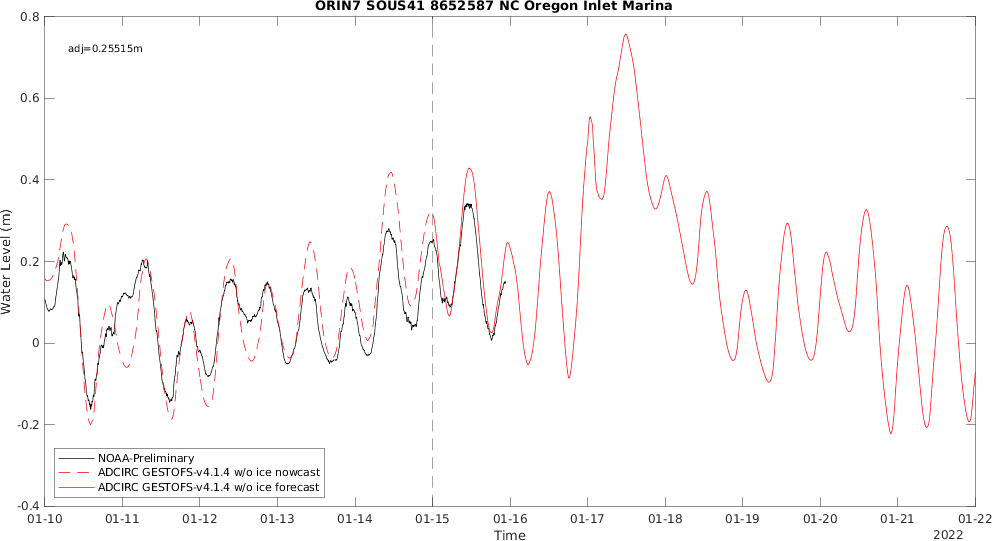 ORIN7 SOUS41 8652587 NC Oregon Inlet Marina
0.8
adj=0.25515m
0.6
0.4
0.2
0
-0.2
-0.4
Water Level (m)
NOAA-Preliminary
ADCIRC GESTOFS-v4.1.4 w/o ice nowcast
ADCIRC GESTOFS-v4.1.4 w/o ice forecast
01-10 01-11 01-12 01-13 01-14 01-15 01-16 01-17 01-18 01-19 01-20 01-21 01-22
Time
2022